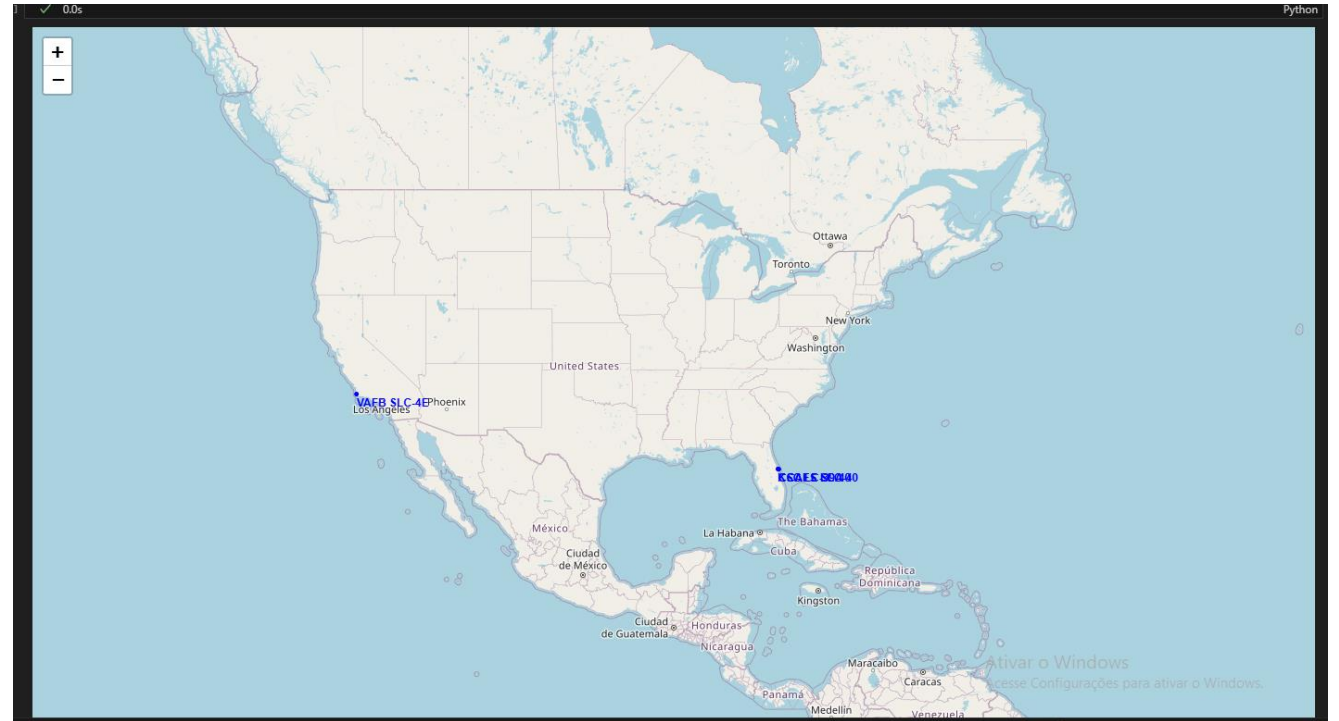 0.0s
Python
+
−
Ottawa
Toronto
New York
Washington
United States
VAFB SLC-4E
Phoenix
Los Angeles
The Bahamas
La Habana
Cuba
México
Ciudad
de México
República
Dominicana
Kingston
Ciudad
de Guatemala
Honduras
Nicaragua
Maracaibo
Caracas
Panamá
Medellín
Venezuela
Ativar o Windows
Acesse Configurações para ativar o Windows.